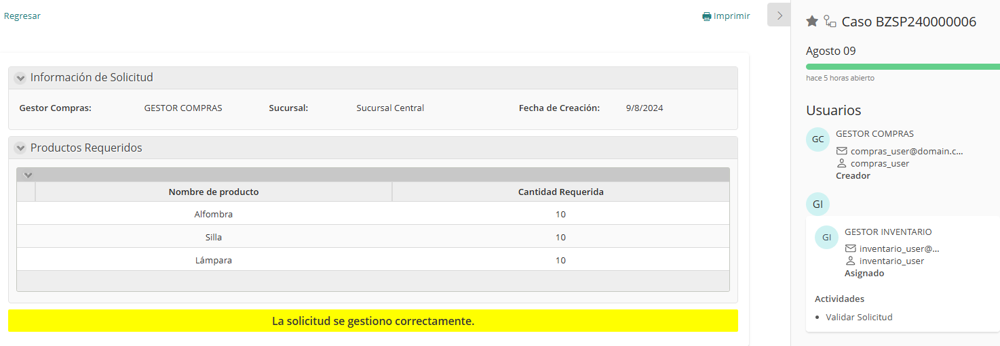 Regresar
Imprimir
Información de Solicitud
Gestor Compras: GESTOR COMPRAS Sucursal: Sucursal Central Fecha de Creación: 9/8/2024
Productos Requeridos
Nombre de producto Cantidad Requerida
Alfombra 10
Silla 10
Lámpara 10
La solicitud se gestiono correctamente.
Caso BZSP240000006
Agosto 09
hace 5 horas abierto
Usuarios
GC GESTOR COMPRAS
compras_user@domain.c...
compras_user
Creador
GI
GI GESTOR INVENTARIO
inventario_user@...
inventario_user
Asignado
Actividades
• Validar Solicitud